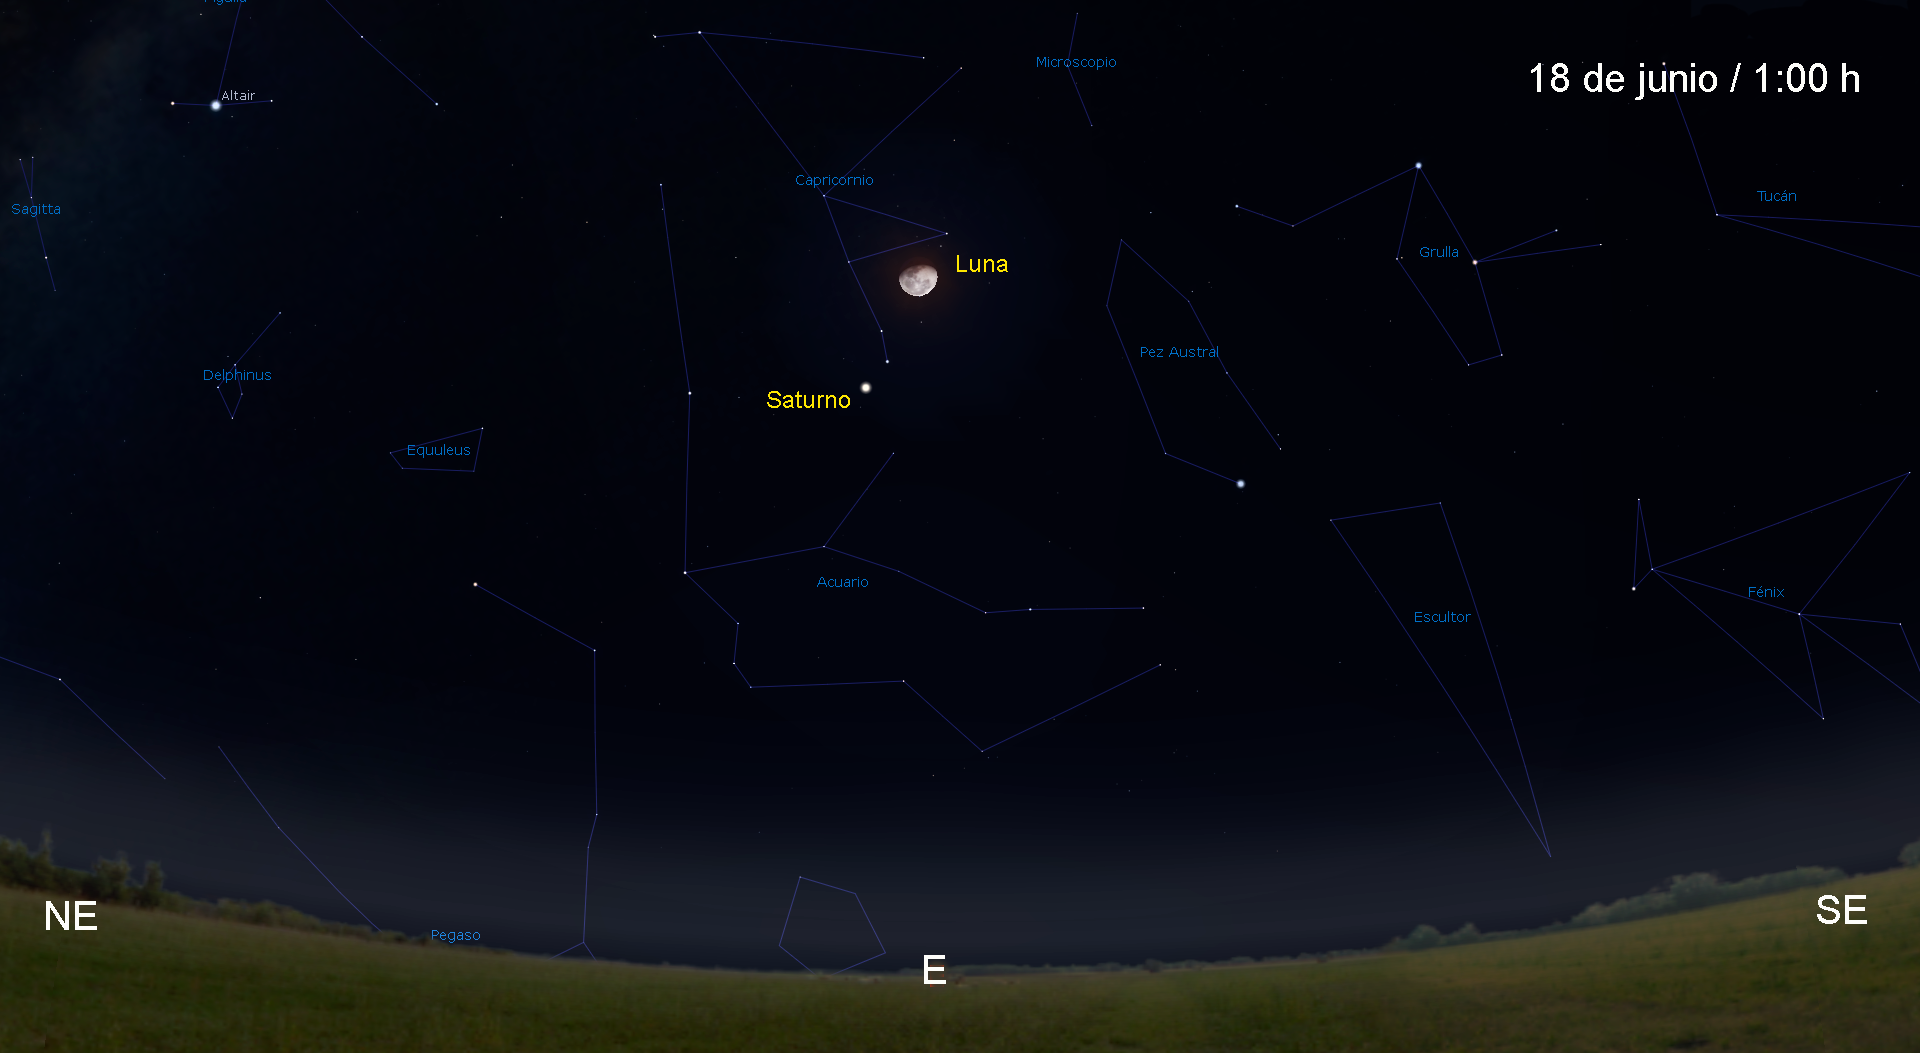 Aguila
Altair
Microscopio
18 de junio / 1:00 h
Capricornio
Tucán
Sagitta
Grulla
Luna
Pez Austral
Delphinus
Saturno
Equuleus
Acuario
Fénix
Escultor
NE
SE
Pegaso
E